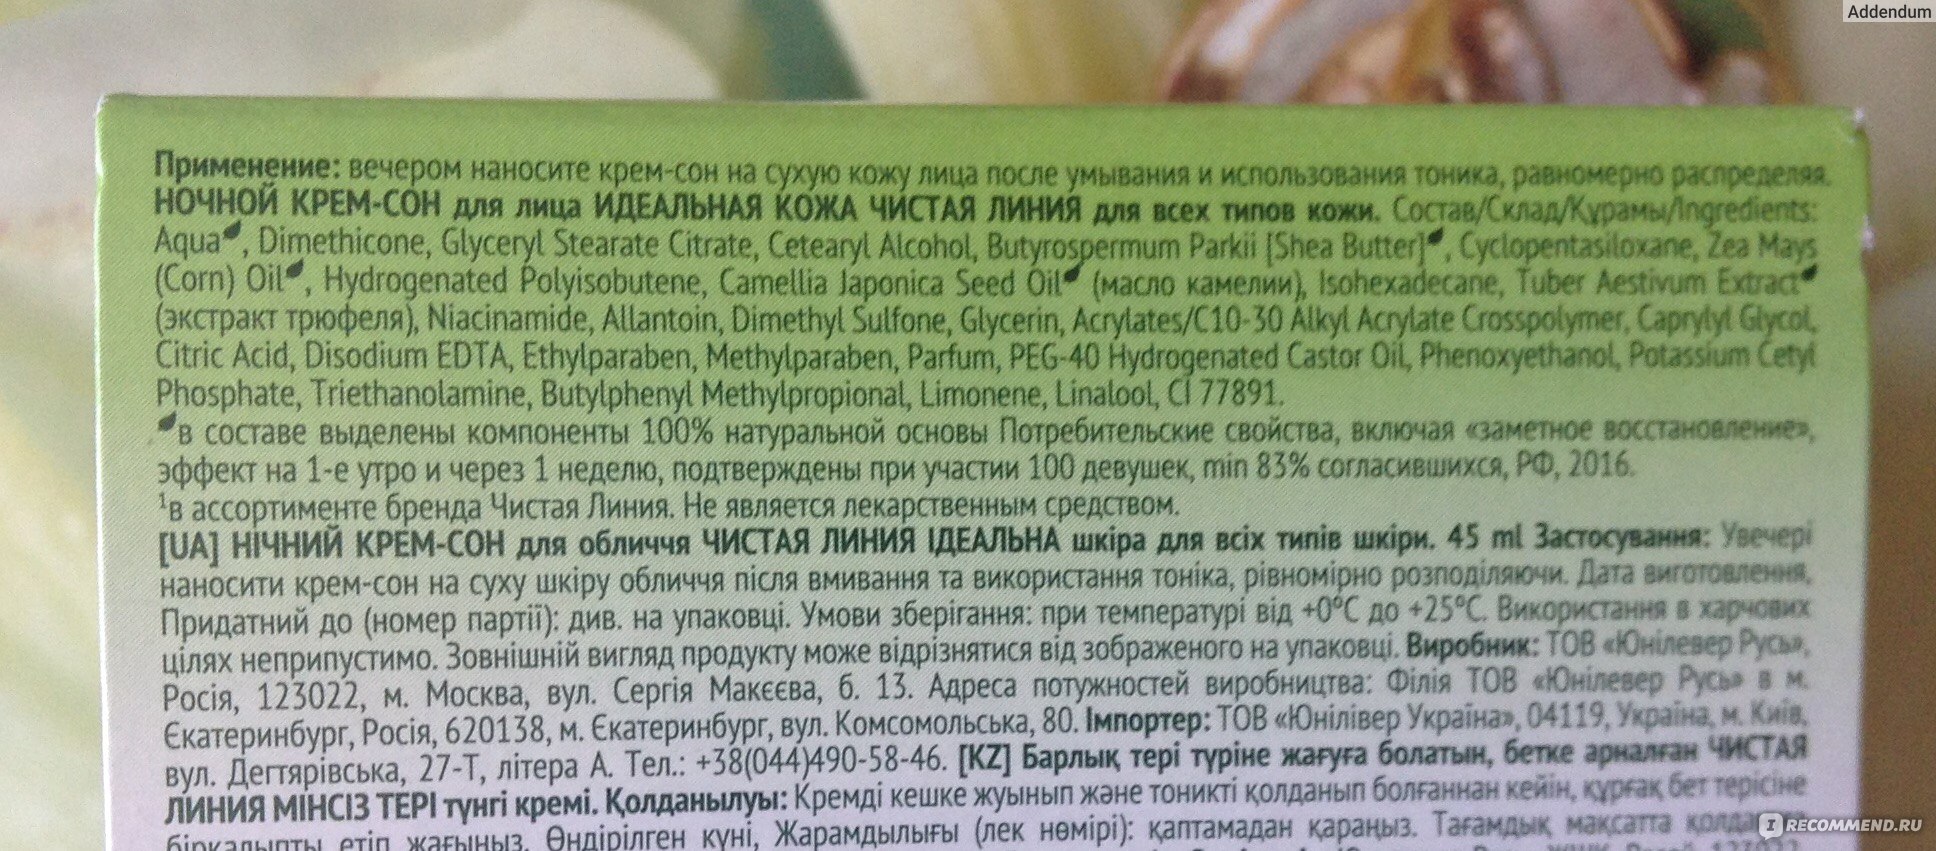 Addendum
Применение: вечером наносите крем-сон на сухую кожу лица после умывания и использования тоника, равномерно распределяя.
НОЧНОЙ КРЕМ-СОН для лица ИДЕАЛЬНАЯ КОЖА ЧИСТАЯ ЛИНИЯ для всех типов кожи. Состав/Склад/Құрамы/Ingredients:
Aqua, Dimethicone, Glyceryl Stearate Citrate, Cetearyl Alcohol, Butyrospermum Parkii [Shea Butter], Cyclopentasiloxane, Zea Mays
(Corn) Oil, Hydrogenated Polyisobutene, Camellia Japonica Seed Oil (масло камелии), Isohexadecane, Tuber Aestivum Extract
(экстракт трюфеля), Niacinamide, Allantoin, Dimethyl Sulfone, Glycerin, Acrylates/C10-30 Alkyl Acrylate Crosspolymer, Caprylyl Glycol,
Citric Acid, Disodium EDTA, Ethylparaben, Methylparaben, Parfum, PEG-40 Hydrogenated Castor Oil, Phenoxyethanol, Potassium Cetyl
Phosphate, Triethanolamine, Butylphenyl Methylpropional, Limonene, Linalool, CI 77891.
в составе выделены компоненты 100% натуральной основы Потребительские свойства, включая «заметное восстановление»,
эффект на 1-е утро и через 1 неделю, подтверждены при участии 100 девушек, min 83% согласившихся, РФ, 2016.
¹в ассортименте бренда Чистая Линия. Не является лекарственным средством.
[UA] НІЧНИЙ КРЕМ-СОН для обличчя ЧИСТАЯ ЛИНИЯ ІДЕАЛЬНА шкіра для всіх типів шкіри. 45 ml Застосування: Увечері
наносити крем-сон на суху шкіру обличчя після вмивання та використання тоніка, рівномірно розподіляючи. Дата виготовлення,
Придатний до (номер партії): див. на упаковці. Умови зберігання: при температурі від +0°C до +25°C. Використання в харчових
цілях неприпустимо. Зовнішній вигляд продукту може відрізнятися від зображеного на упаковці. Виробник: ТОВ «Юнілевер Русь»,
Росія, 123022, м. Москва, вул. Сергія Макєєва, б. 13. Адреса потужностей виробництва: Філія ТОВ «Юнілевер Русь» в м.
Єкатеринбург, Росія, 620138, м. Єкатеринбург, вул. Комсомольська, 80. Імпортер: ТОВ «Юнілівер Україна», 04119, Україна, м. Київ,
вул. Дегтярівська, 27-Т, літера А. Тел.: +38(044)490-58-46. [KZ] Барлық тері түріне жағуға болатын, бетке арналған ЧИСТАЯ
ЛИНИЯ МІНСІЗ ТЕРІ түнгі кремі. Қолданылуы: Кремді кешке жуынып және тоникті қолданып болғаннан кейін, құрғақ бет терісіне
біркалыпты етіп жағыңыз. Өндірілген күні, Жарамдылығы (лек нөмірі): қаптамадан қараңыз. Тағамдық мақсатта
IRECOMMEND.RU